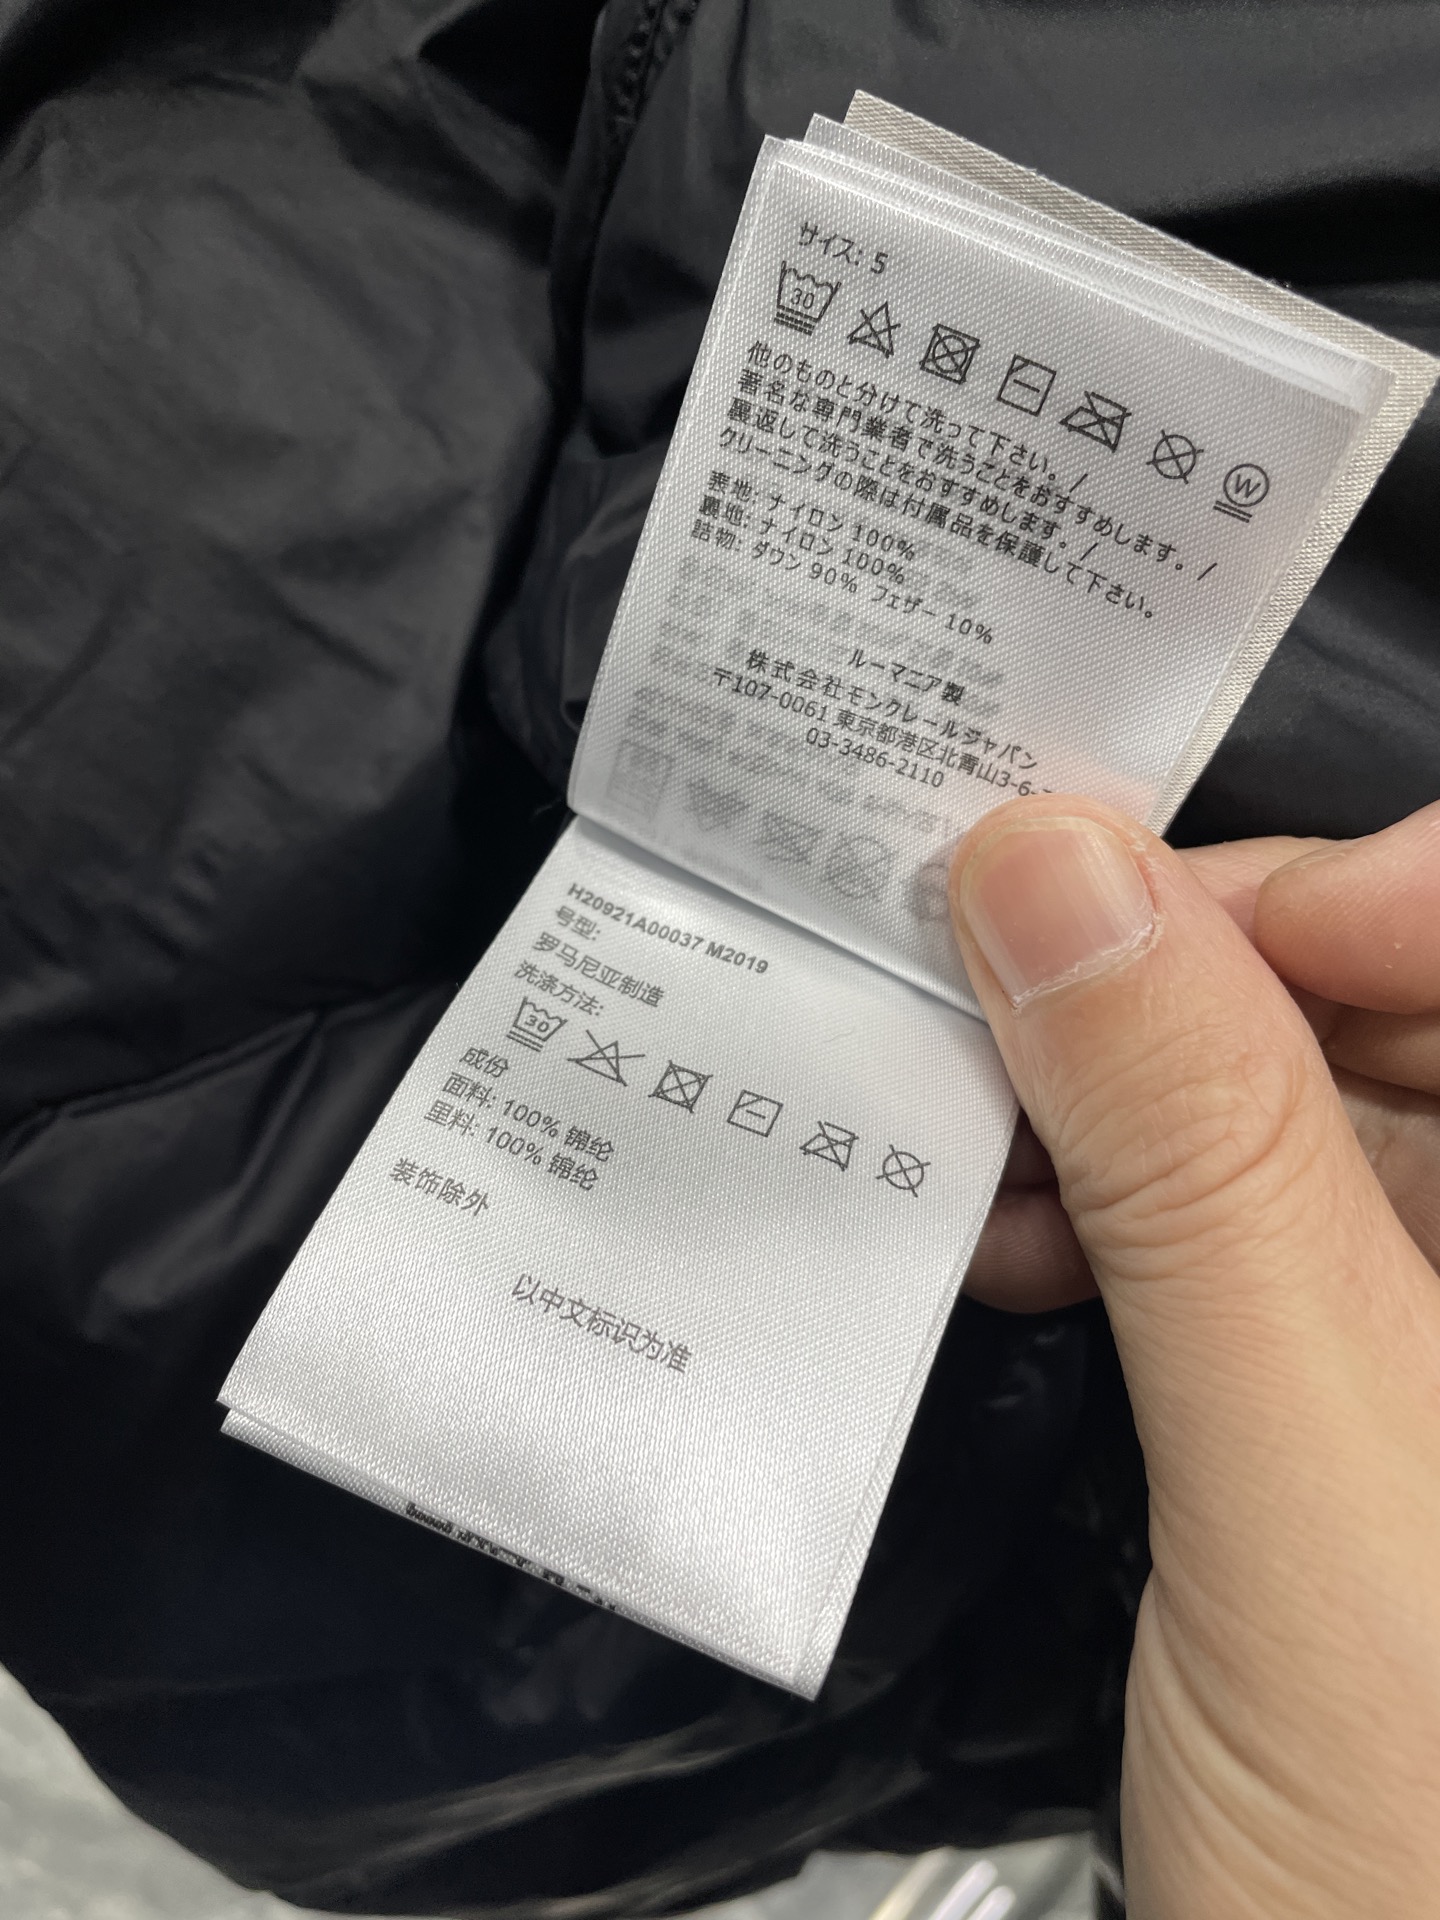 サイズ: 5
30
他のものと分けて洗って下さい。/
著名な専門業者で洗うことをおすすめします。/
裏返して洗うことをおすすめします。/
クリーニングの際は付属品を保護して下さい。
W
表地: ナイロン 100%
裏地: ナイロン 100%
詰物: ダウン 90% フェザー 10%
ルーマニア製
株式会社モンクレールジャパン
〒107-0061 東京都港区北青山3-6-
03-3486-2110
H20921A00037 M2019
号型:
罗马尼亚制造
洗涤方法:
30
成份
面料: 100% 锦纶
里料: 100% 锦纶
装饰除外
以中文标识为准